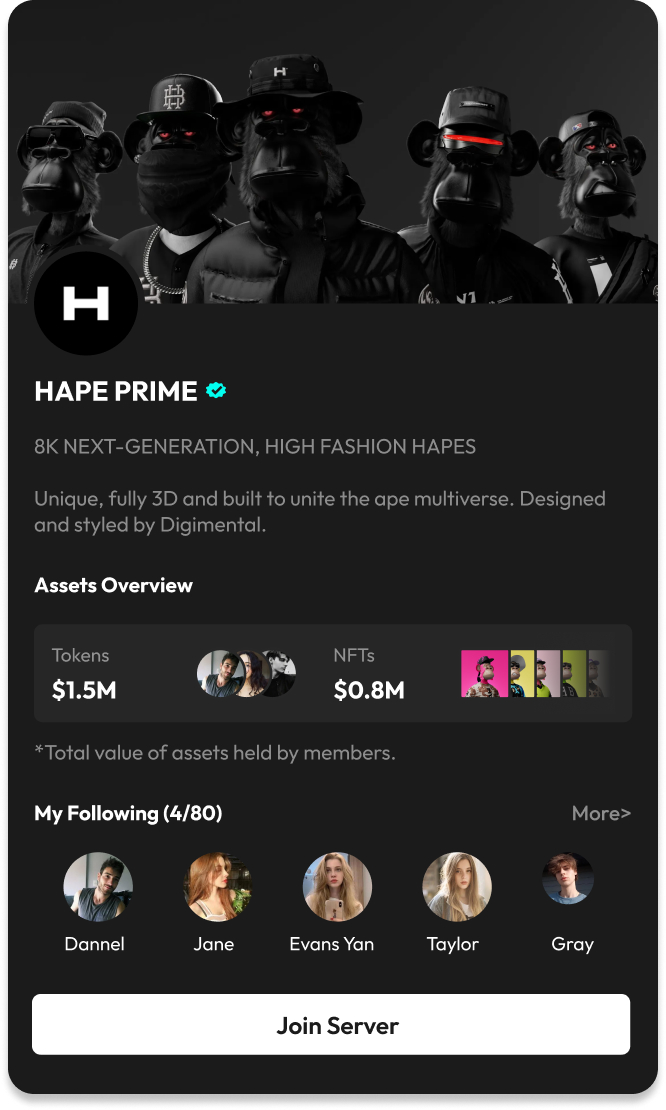 H
HAPE PRIME
8K NEXT-GENERATION, HIGH FASHION HAPES
Unique, fully 3D and built to unite the ape multiverse. Designed
and styled by Digimental.
Assets Overview
Tokens
NFTs
$1.5M
$0.8M
*Total value of assets held by members.
My Following (4/80)
More>
Dannel
Jane
Evans Yan
Taylor
Gray
Join Server